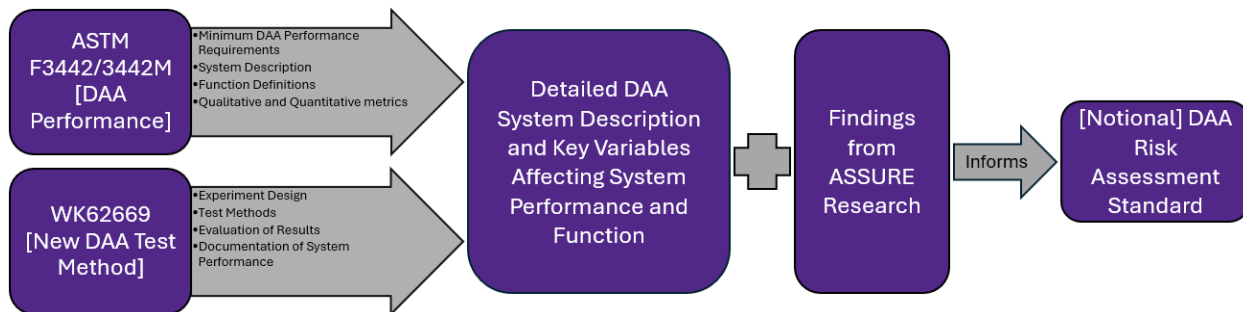 ASTM
F3442/3442M
[DAA
Performance]
•Minimum DAA Performance
Requirements
•System Description
•Function Definitions
•Qualitative and Quantitative metrics
WK62669
[New DAA Test
Method]
•Experiment Design
•Test Methods
•Evaluation of Results
•Documentation of System
Performance
Detailed DAA
System Description
and Key Variables
Affecting System
Performance and
Function
Findings
from
ASSURE
Research
Informs
[Notional] DAA
Risk
Assessment
Standard